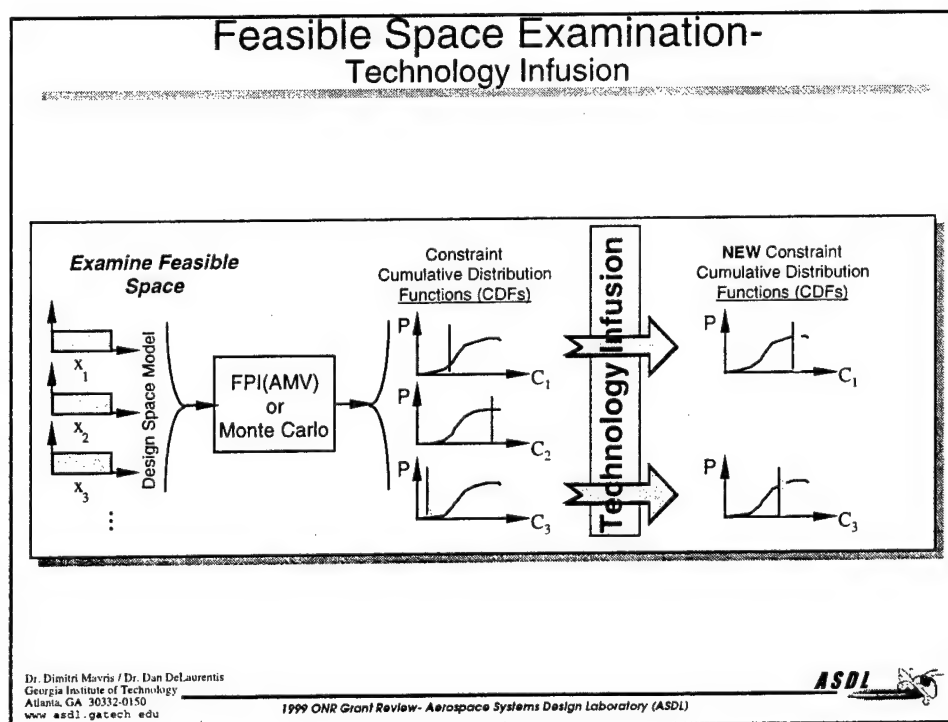 Feasible Space Examination-
Technology Infusion
Examine Feasible
Space
x1
x2
x3
⋮
Design Space Model
FPI(AMV)
or
Monte Carlo
Constraint
Cumulative Distribution
Functions (CDFs)
P
C1
P
C2
P
C3
Technology Infusion
NEW Constraint
Cumulative Distribution
Functions (CDFs)
P
C1
P
C3
Dr. Dimitri Mavris / Dr. Dan DeLaurentis
Georgia Institute of Technology
Atlanta, GA 30332-0150
www asdl.gatech edu
1999 ONR Grant Review- Aerospace Systems Design Laboratory (ASDL)
ASDL